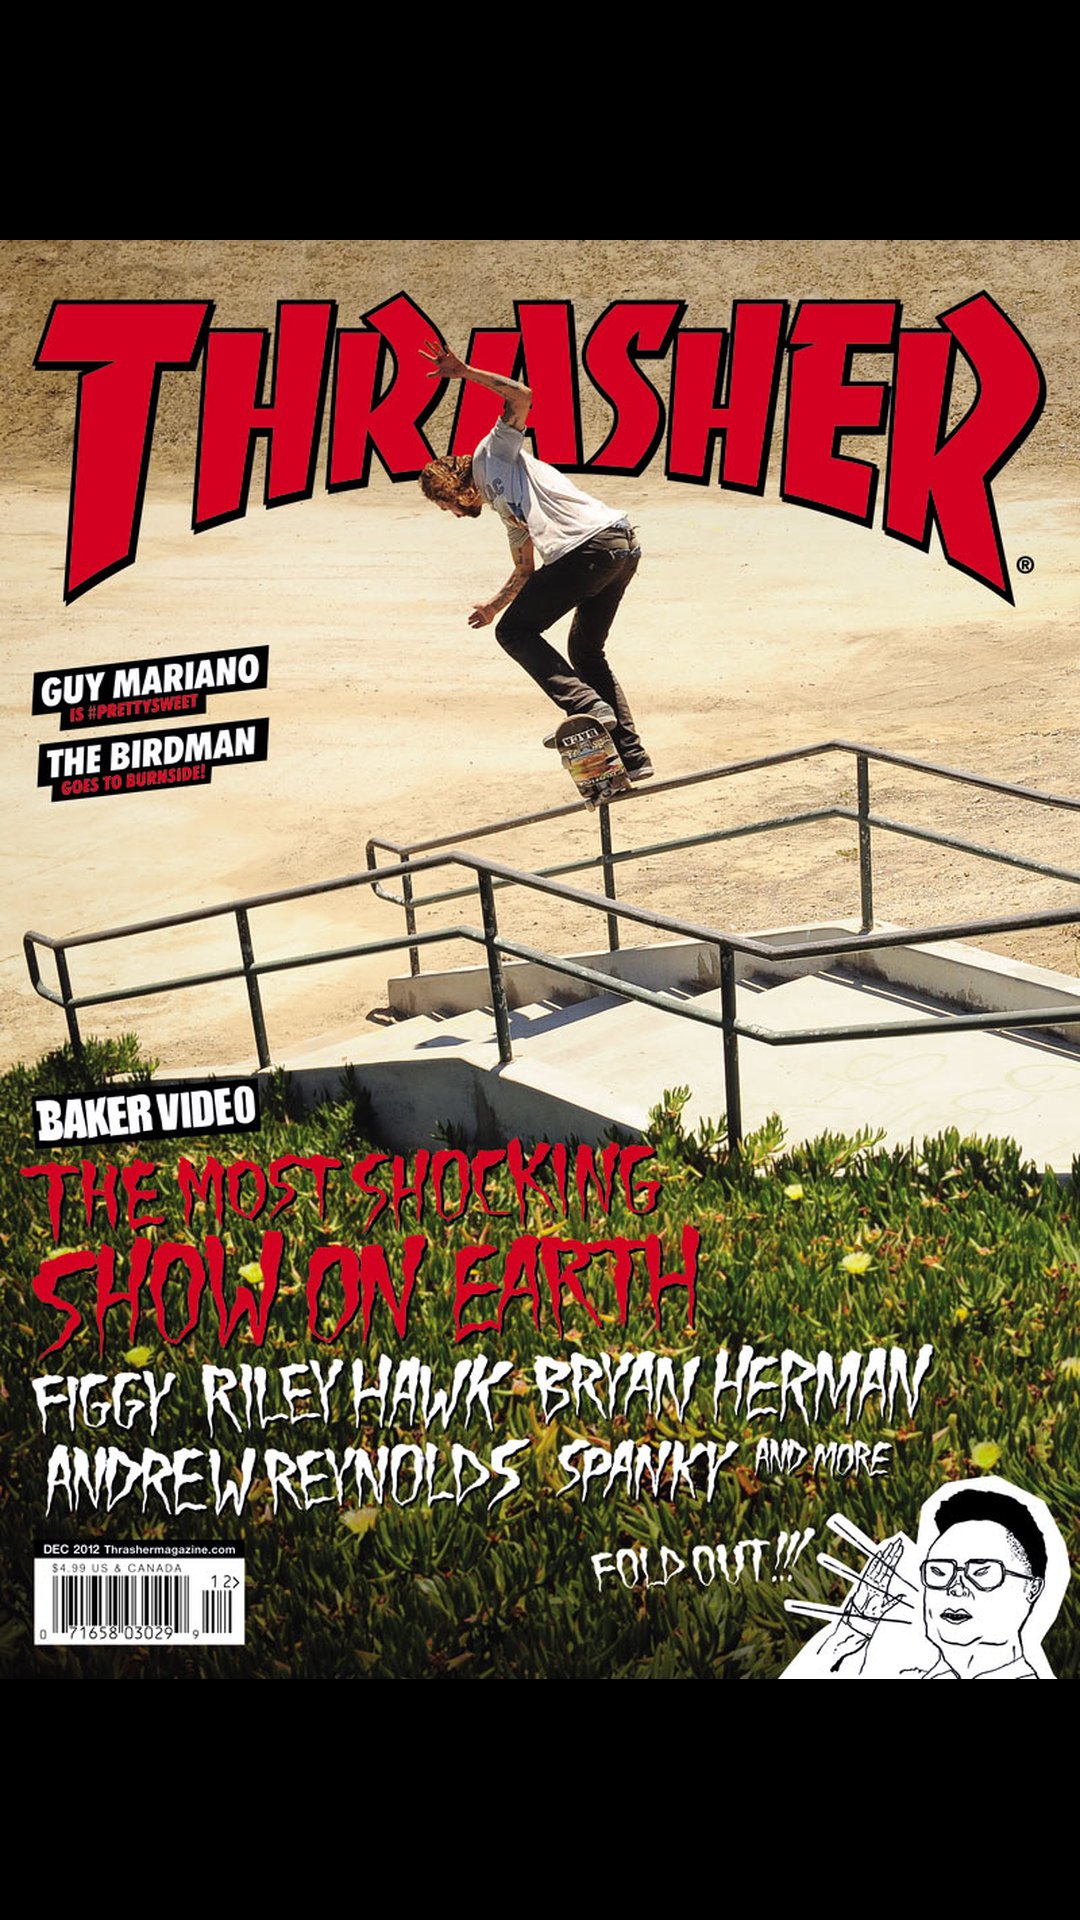 THRASHER®
GUY MARIANO
IS #PRETTYSWEET
THE BIRDMAN
GOES TO BURNSIDE!
BAKER VIDEO
THE MOST SHOCKING
SHOW ON EARTH
FIGGY RILEY HAWK BRYAN HERMAN
ANDREW REYNOLDS SPANKY AND MORE
FOLD OUT!!!
DEC 2012 Thrashermagazine.com
$4.99 US & CANADA
12>
0 71658 03029 9